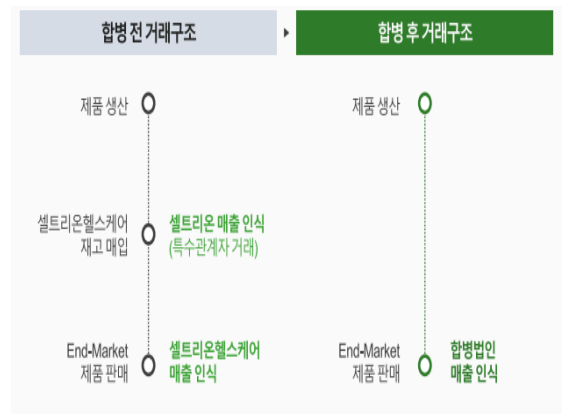 합병 전 거래구조
합병 후 거래구조
제품 생산
셀트리온헬스케어
재고 매입
셀트리온 매출 인식
(특수관계자 거래)
End-Market
제품 판매
셀트리온헬스케어
매출 인식
제품 생산
End-Market
제품 판매
합병법인
매출 인식